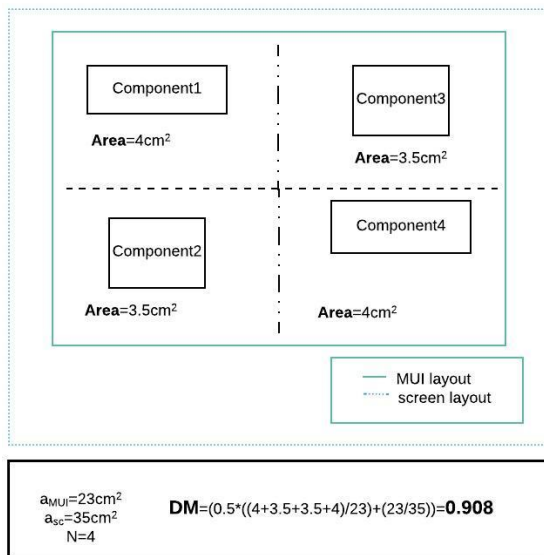 Component1
Area=4cm²
Component3
Area=3.5cm²
Component2
Area=3.5cm²
Component4
Area=4cm²
MUI layout
screen layout
aMUI=23cm²
asc=35cm²
N=4
DM=(0.5*((4+3.5+3.5+4)/23)+(23/35))=0.908